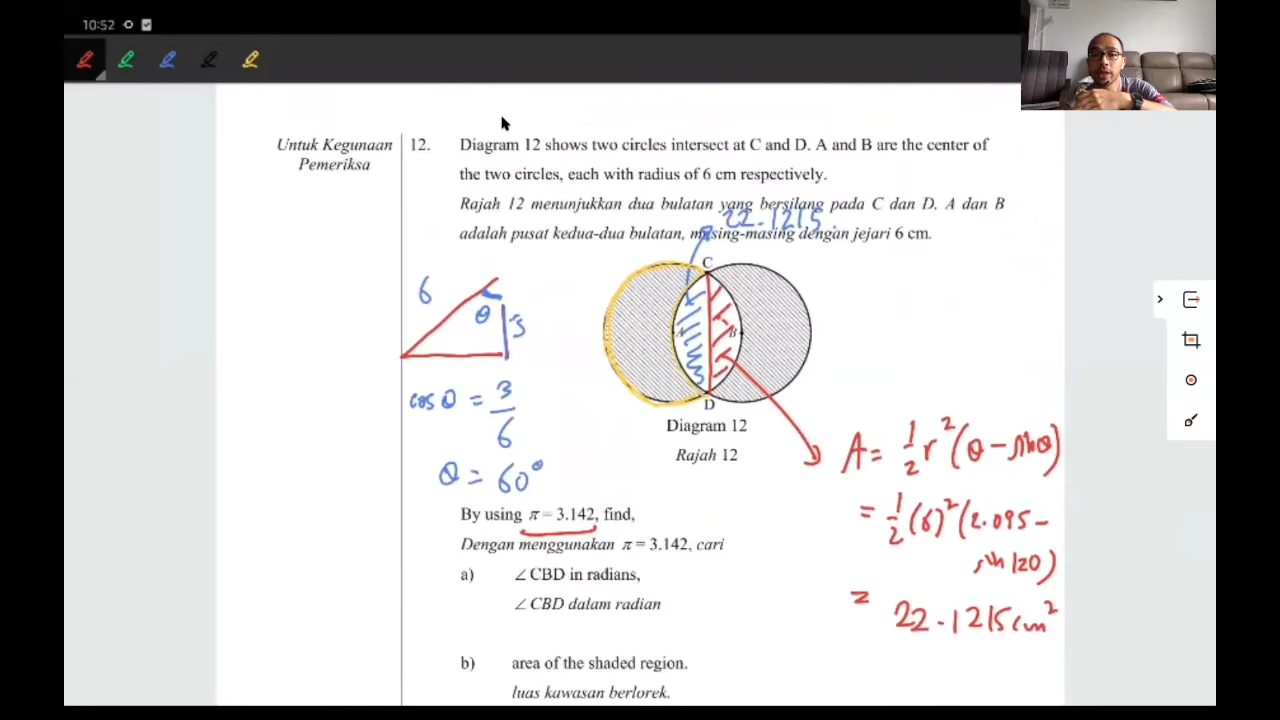 10:52
Untuk Kegunaan
Pemeriksa
12. Diagram 12 shows two circles intersect at C and D. A and B are the center of
the two circles, each with radius of 6 cm respectively.
Rajah 12 menunjukkan dua bulatan yang bersilang pada C dan D. A dan B
adalah pusat kedua-dua bulatan, masing-masing dengan jejari 6 cm.
22.1215
C
A
B
D
6
θ
3
cos θ = 3/6
θ = 60°
Diagram 12
Rajah 12
A = 1/2 r² (θ - sin θ)
= 1/2 (6)² (2.095 -
sin 120)
= 22.1215 cm²
By using π = 3.142, find,
Dengan menggunakan π = 3.142, cari
a) ∠CBD in radians,
∠CBD dalam radian
b) area of the shaded region.
luas kawasan berlorek.